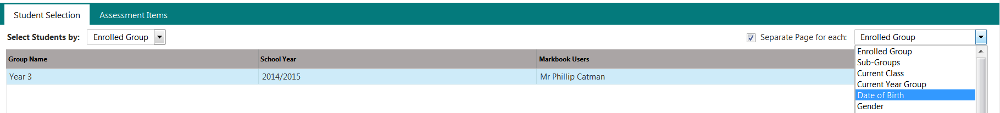 Student Selection Assessment Items
Select Students by: Enrolled Group Separate Page for each: Enrolled Group
Group Name School Year Markbook Users
Year 3 2014/2015 Mr Phillip Catman
Enrolled Group
Sub-Groups
Current Class
Current Year Group
Date of Birth
Gender